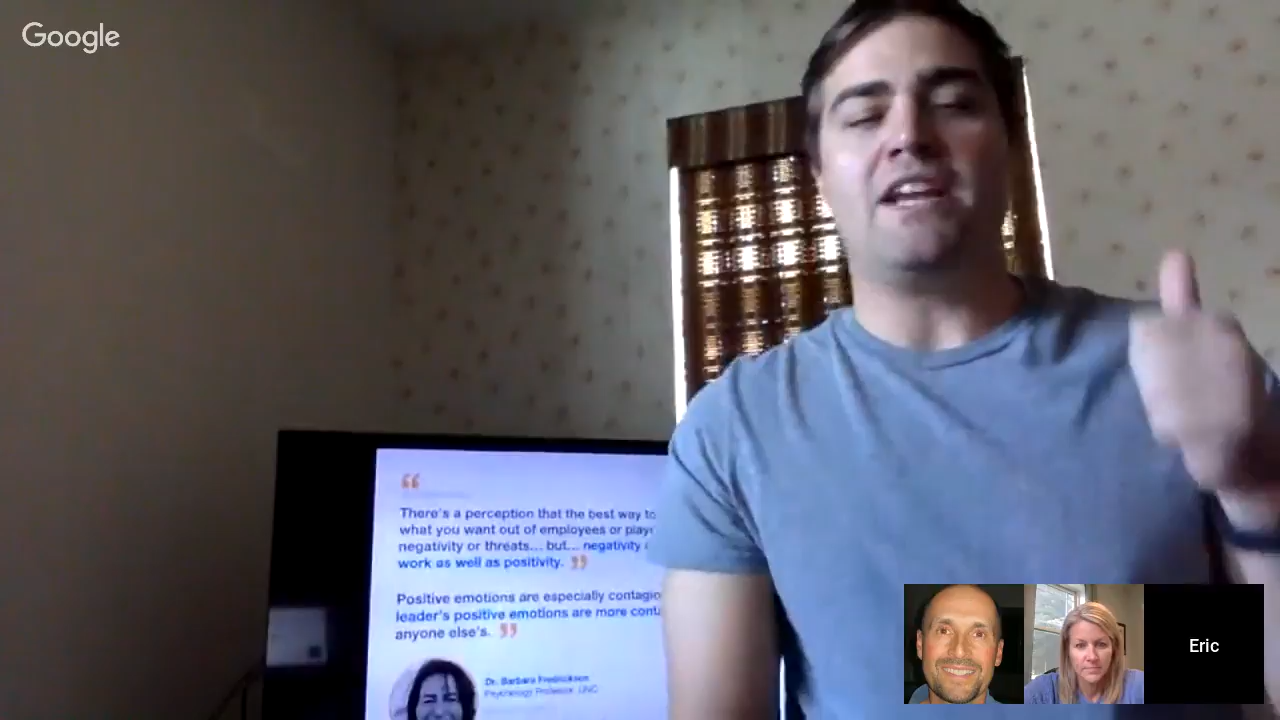 Google
“
There's a perception that the best way to
what you want out of employees or play
negativity or threats... but... negativity
work as well as positivity. ”
Positive emotions are especially contagio
leader's positive emotions are more cont
anyone else's. ”
Dr. Barbara Fredrickson
Psychology Professor, UNC
Eric